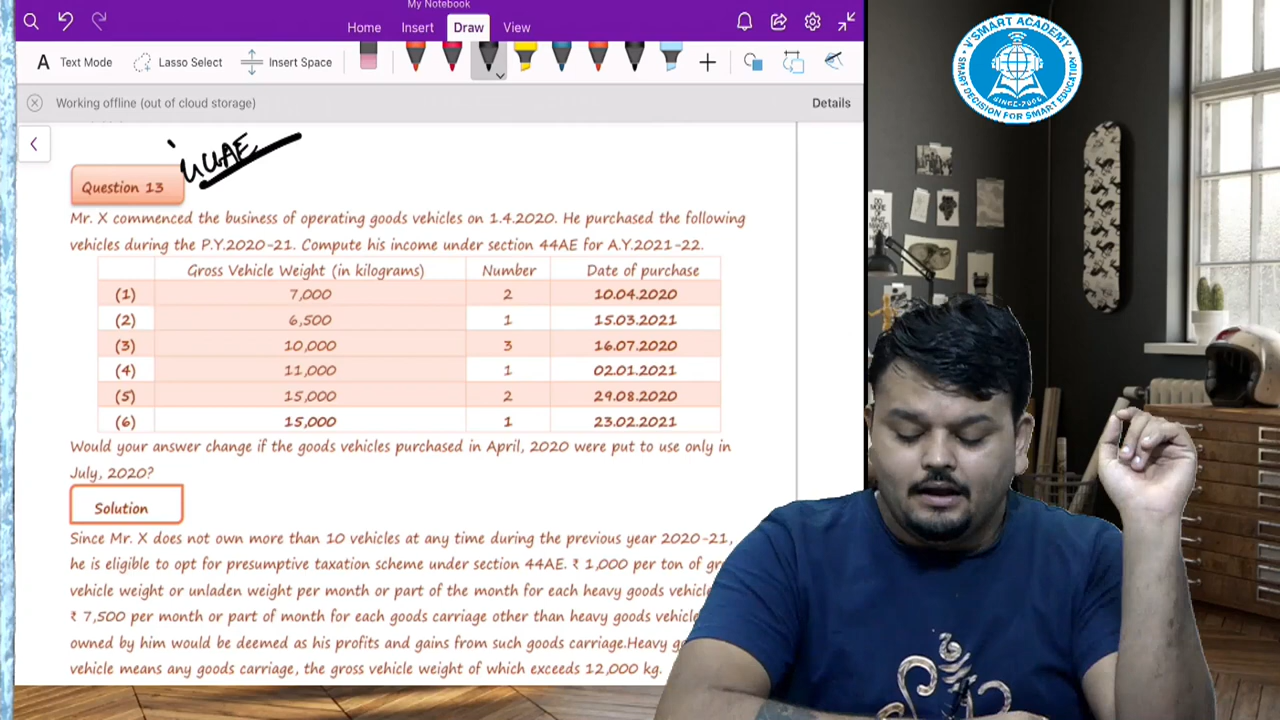 My Notebook
Home Insert Draw View
A Text Mode Lasso Select Insert Space
Working offline (out of cloud storage) Details
u 44AE
Question 13
Mr. X commenced the business of operating goods vehicles on 1.4.2020. He purchased the following
vehicles during the P.Y.2020-21. Compute his income under section 44AE for A.Y.2021-22.
Gross Vehicle Weight (in kilograms) Number Date of purchase
(1) 7,000 2 10.04.2020
(2) 6,500 1 15.03.2021
(3) 10,000 3 16.07.2020
(4) 11,000 1 02.01.2021
(5) 15,000 2 29.08.2020
(6) 15,000 1 23.02.2021
Would your answer change if the goods vehicles purchased in April, 2020 were put to use only in
July, 2020?
Solution
Since Mr. X does not own more than 10 vehicles at any time during the previous year 2020-21,
he is eligible to opt for presumptive taxation scheme under section 44AE. ₹ 1,000 per ton of
vehicle weight or unladen weight per month or part of the month for each heavy goods
₹ 7,500 per month or part of month for each goods carriage other than heavy goods
owned by him would be deemed as his profits and gains from such goods carriage.Heavy
vehicle means any goods carriage, the gross vehicle weight of which exceeds 12,000 kg.
V'SMART ACADEMY
SINCE-2006
SMART DECISION FOR SMART EDUCATION